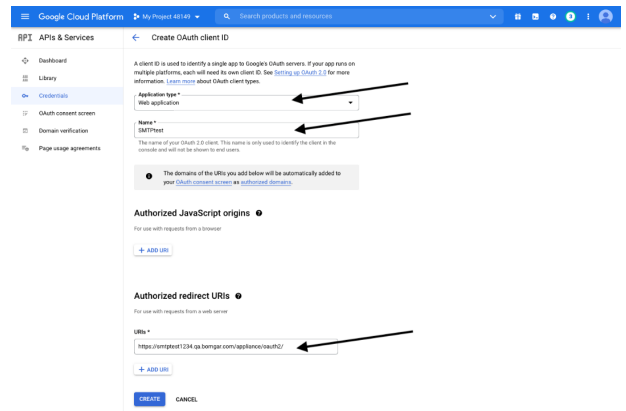 Google Cloud Platform
My Project 48149
Search products and resources
3
API APIs & Services
Create OAuth client ID
Dashboard
Library
Credentials
OAuth consent screen
Domain verification
Page usage agreements
A client ID is used to identify a single app to Google's OAuth servers. If your app runs on
multiple platforms, each will need its own client ID. See Setting up OAuth 2.0 for more
information. Learn more about OAuth client types.
Application type *
Web application
Name *
SMTPtest
The name of your OAuth 2.0 client. This name is only used to identify the client in the
console and will not be shown to end users.
The domains of the URIs you add below will be automatically added to
your OAuth consent screen as authorized domains.
Authorized JavaScript origins
For use with requests from a browser
+ ADD URI
Authorized redirect URIs
For use with requests from a web server
URIs *
https://smtptest1234.qa.bomgar.com/appliance/oauth2/
+ ADD URI
CREATE
CANCEL